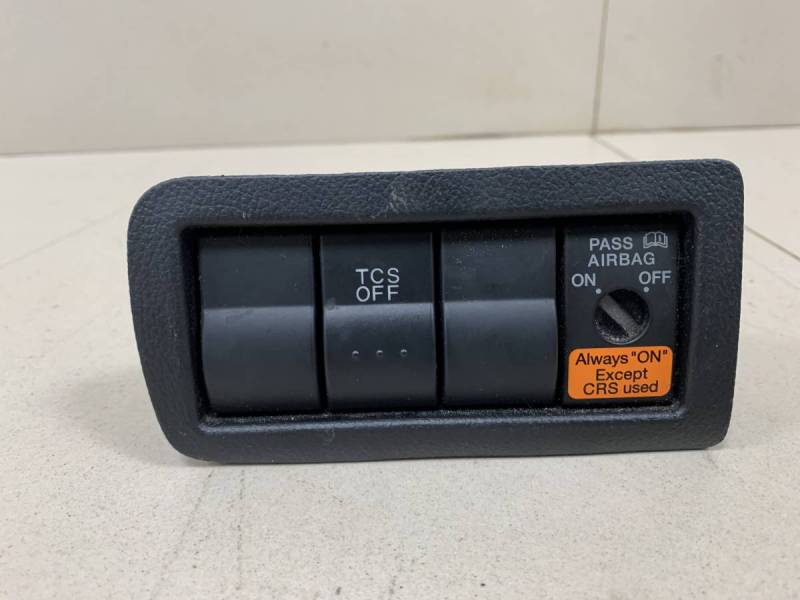 TCS
OFF
PASS
AIRBAG
ON OFF
Always "ON"
Except
CRS used